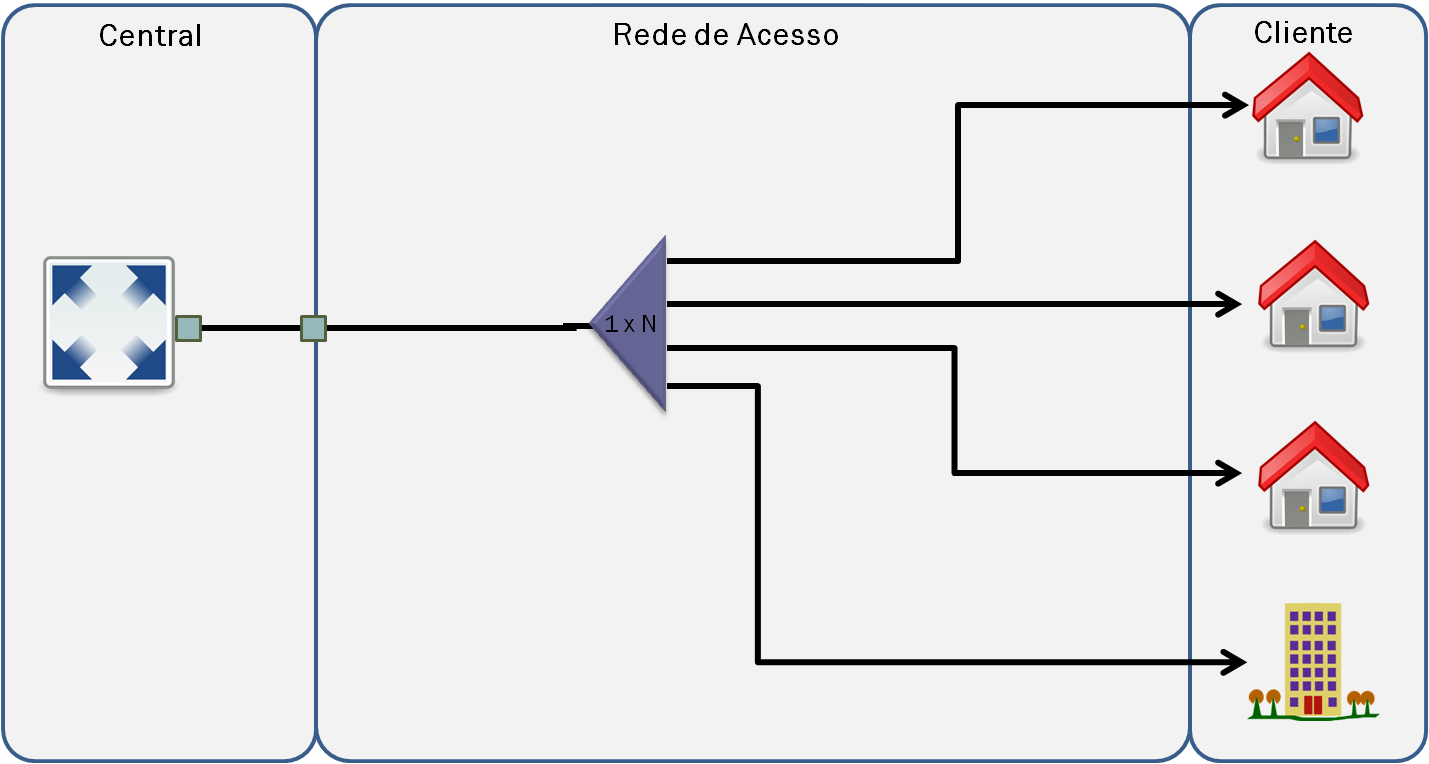 Central
Rede de Acesso
Cliente
1 x N